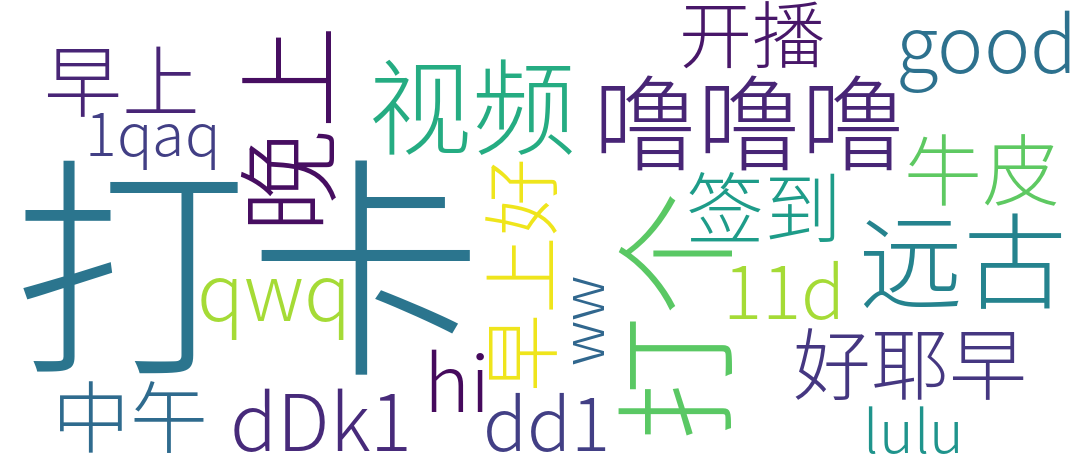 早上
晚上
视频
开播
good
1qaq
噜噜噜
打卡
早上好
签到
牛皮
qwq
打个
远古
11d
ww
hi
好耶早
中午
dDk1
dd1
lulu